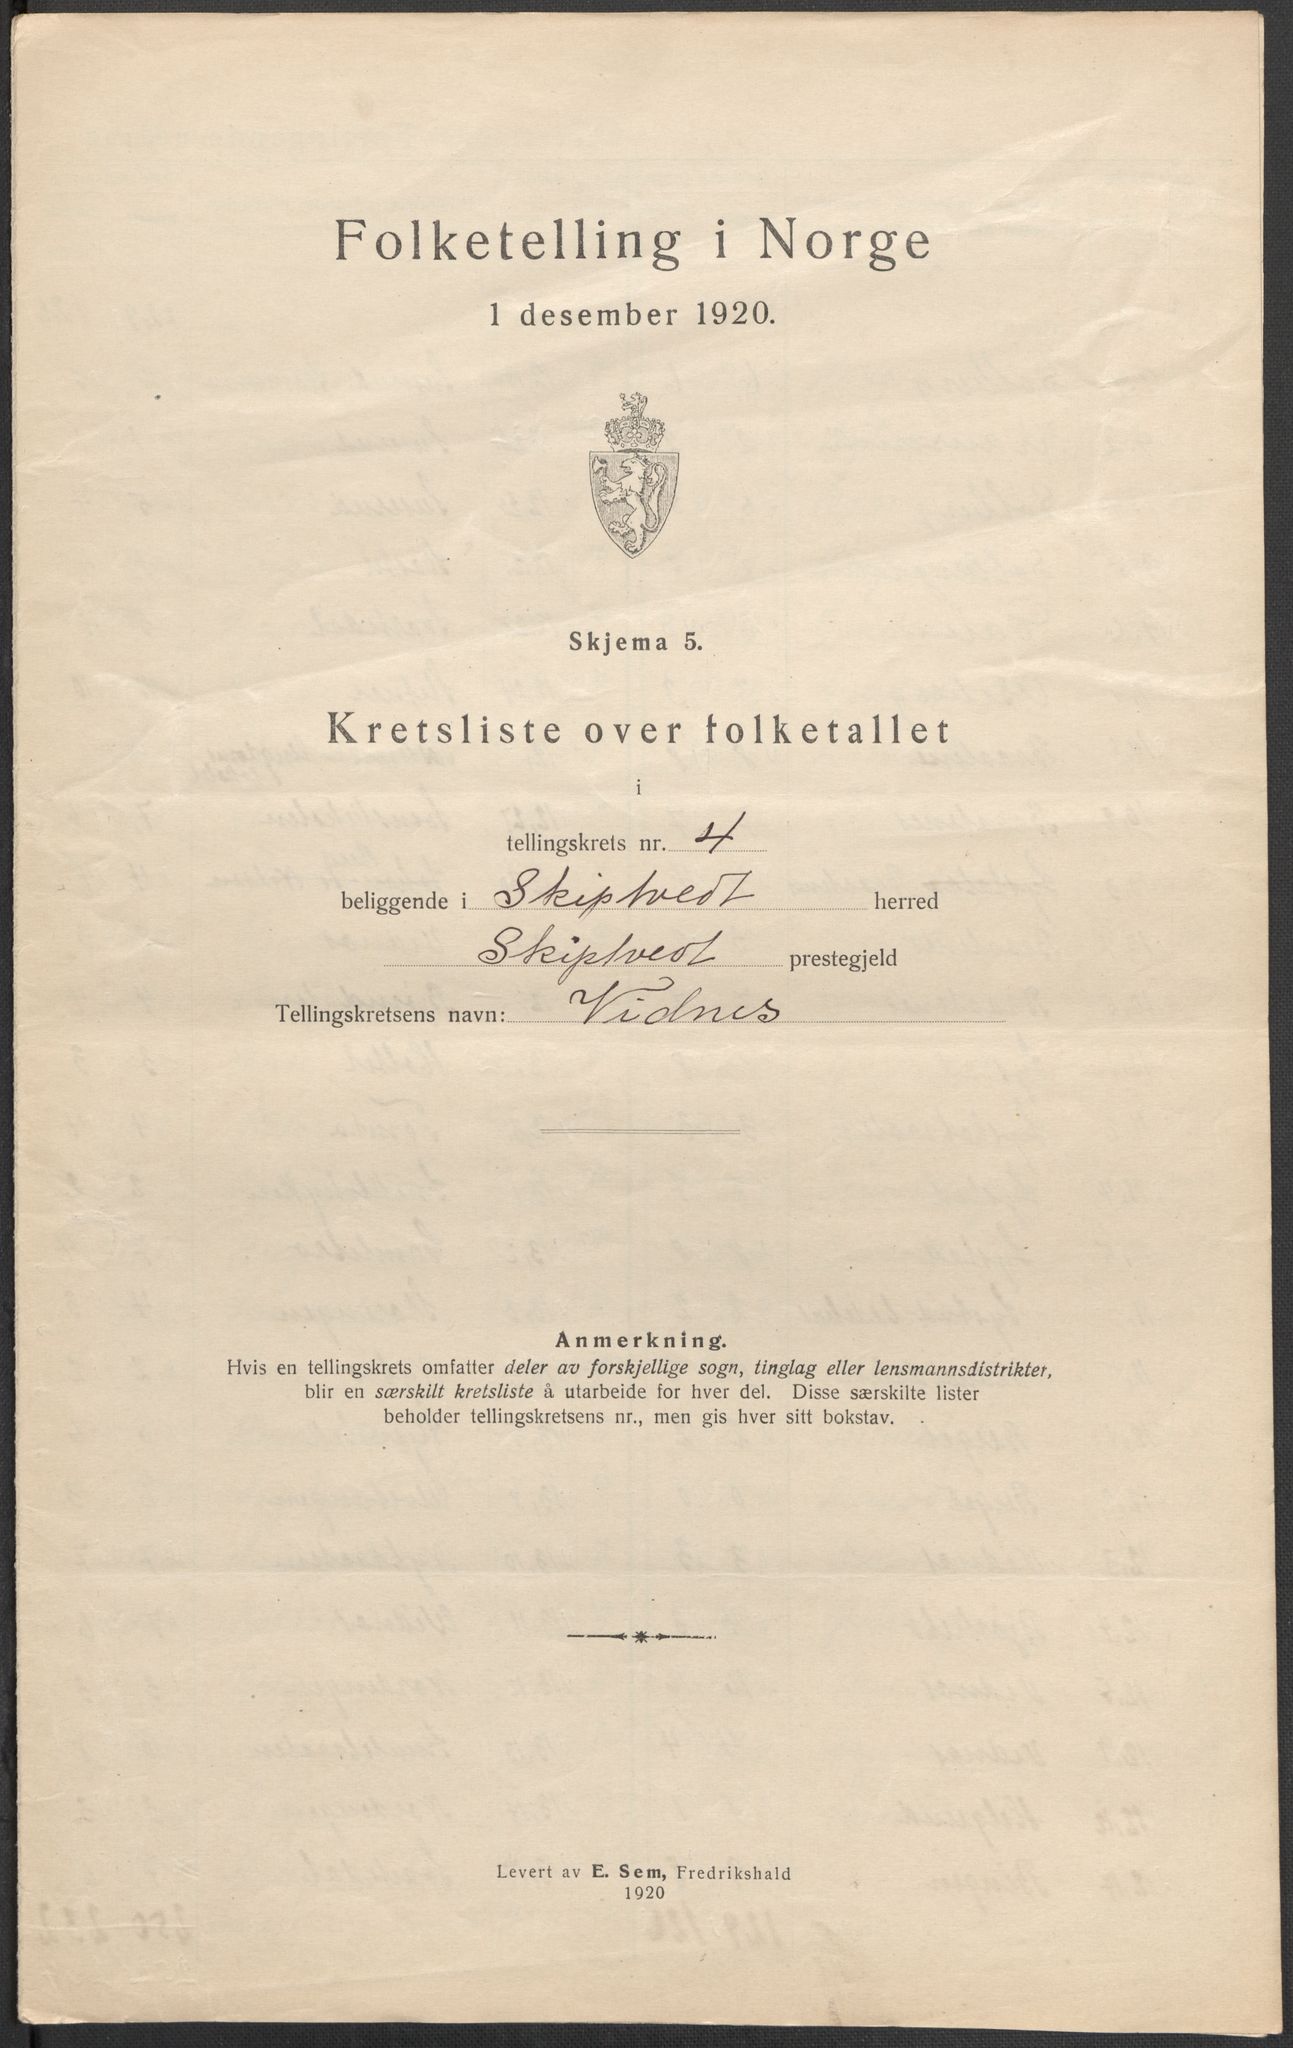 Folketelling i Norge
1 desember 1920.
Skjema 5.
Kretsliste over folketallet
i
tellingskrets nr. 4
beliggende i Skiptvedt herred
Skiptvedt prestegjeld
Tellingskretsens navn: Vidnes
Anmerkning.
Hvis en tellingskrets omfatter deler av forskjellige sogn, tinglag eller lensmannsdistrikter,
blir en særskilt kretsliste å utarbeide for hver del. Disse særskilte lister
beholder tellingskretsens nr., men gis hver sitt bokstav.
Levert av E. Sem, Fredrikshald
1920